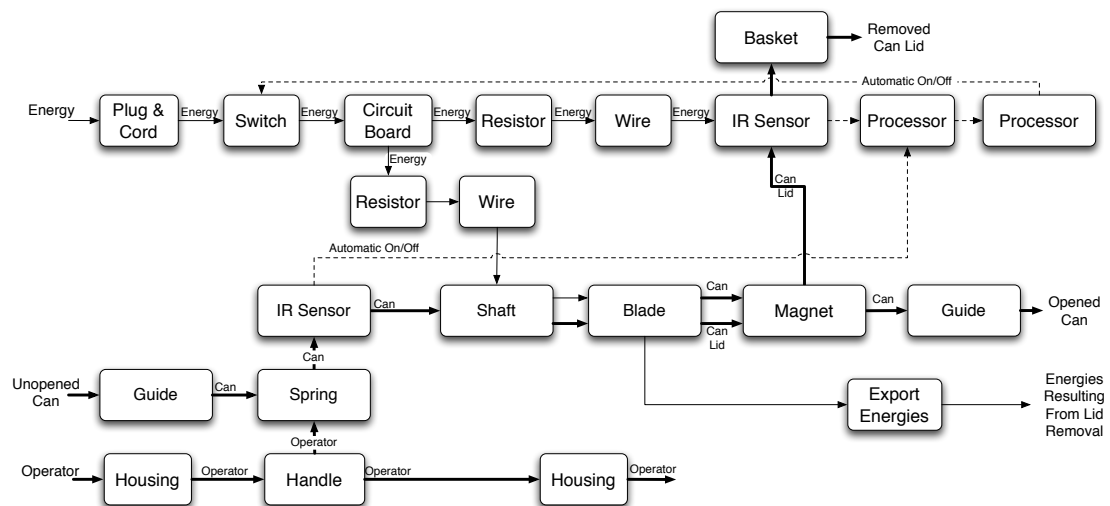 Basket
Removed
Can Lid
Automatic On/Off
Energy
Plug &
Cord
Energy
Switch
Energy
Circuit
Board
Energy
Resistor
Energy
Wire
Energy
IR Sensor
Processor
Processor
Energy
Resistor
Wire
Can
Lid
Automatic On/Off
IR Sensor
Can
Shaft
Blade
Can
Can
Lid
Magnet
Can
Guide
Opened
Can
Can
Unopened
Can
Guide
Can
Spring
Export
Energies
Energies
Resulting
From Lid
Removal
Operator
Operator
Housing
Operator
Handle
Operator
Housing
Operator